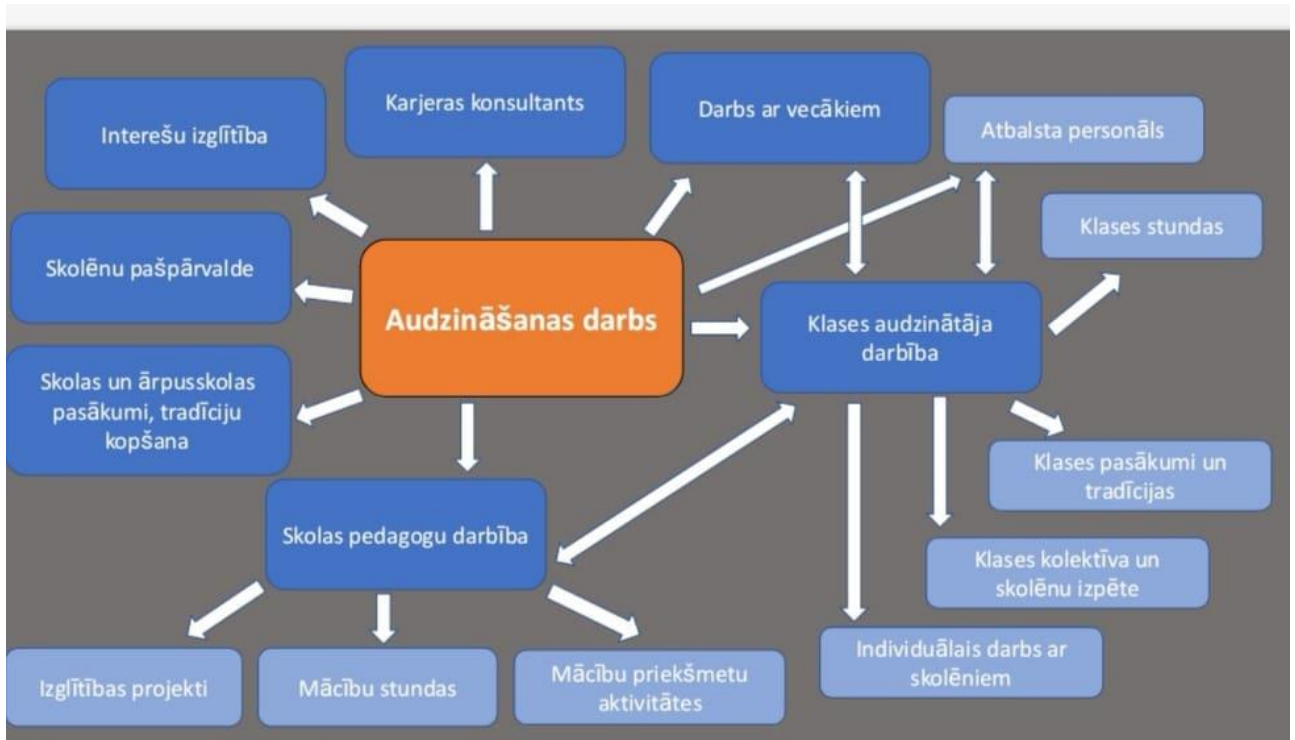 Karjeras konsultants
Darbs ar vecākiem
Interešu izglītība
Atbalsta personāls
Klases stundas
Skolēnu pašpārvalde
Audzināšanas darbs
Klases audzinātāja
darbība
Skolas un ārpusskolas
pasākumi, tradīciju
kopšana
Klases pasākumi un
tradīcijas
Skolas pedagogu darbība
Klases kolektīva un
skolēnu izpēte
Individuālais darbs ar
skolēniem
Izglītības projekti
Mācību stundas
Mācību priekšmetu
aktivitātes